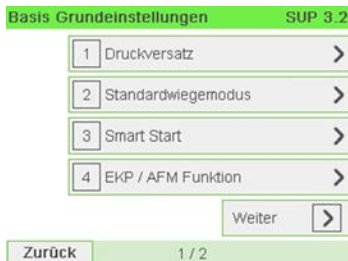 Basis Grundeinstellungen SUP 3.2
1 Druckversatz
2 Standardwiegemodus
3 Smart Start
4 EKP / AFM Funktion
Weiter
Zurück 1 / 2